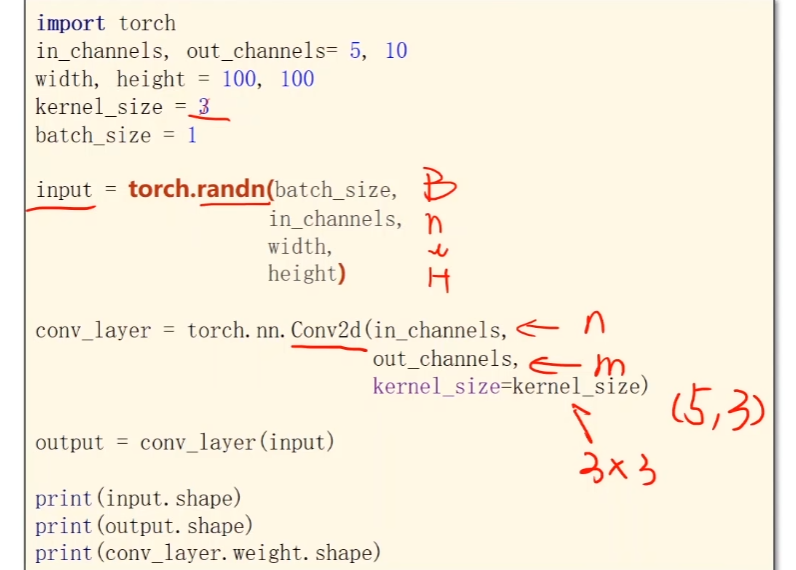 import torch
in_channels, out_channels= 5, 10
width, height = 100, 100
kernel_size = 3
batch_size = 1
input = torch.randn(batch_size, B
in_channels, n
width, w
height) H
conv_layer = torch.nn.Conv2d(in_channels, ← n
out_channels, ← m
kernel_size=kernel_size) (5,3)
3×3
output = conv_layer(input)
print(input.shape)
print(output.shape)
print(conv_layer.weight.shape)